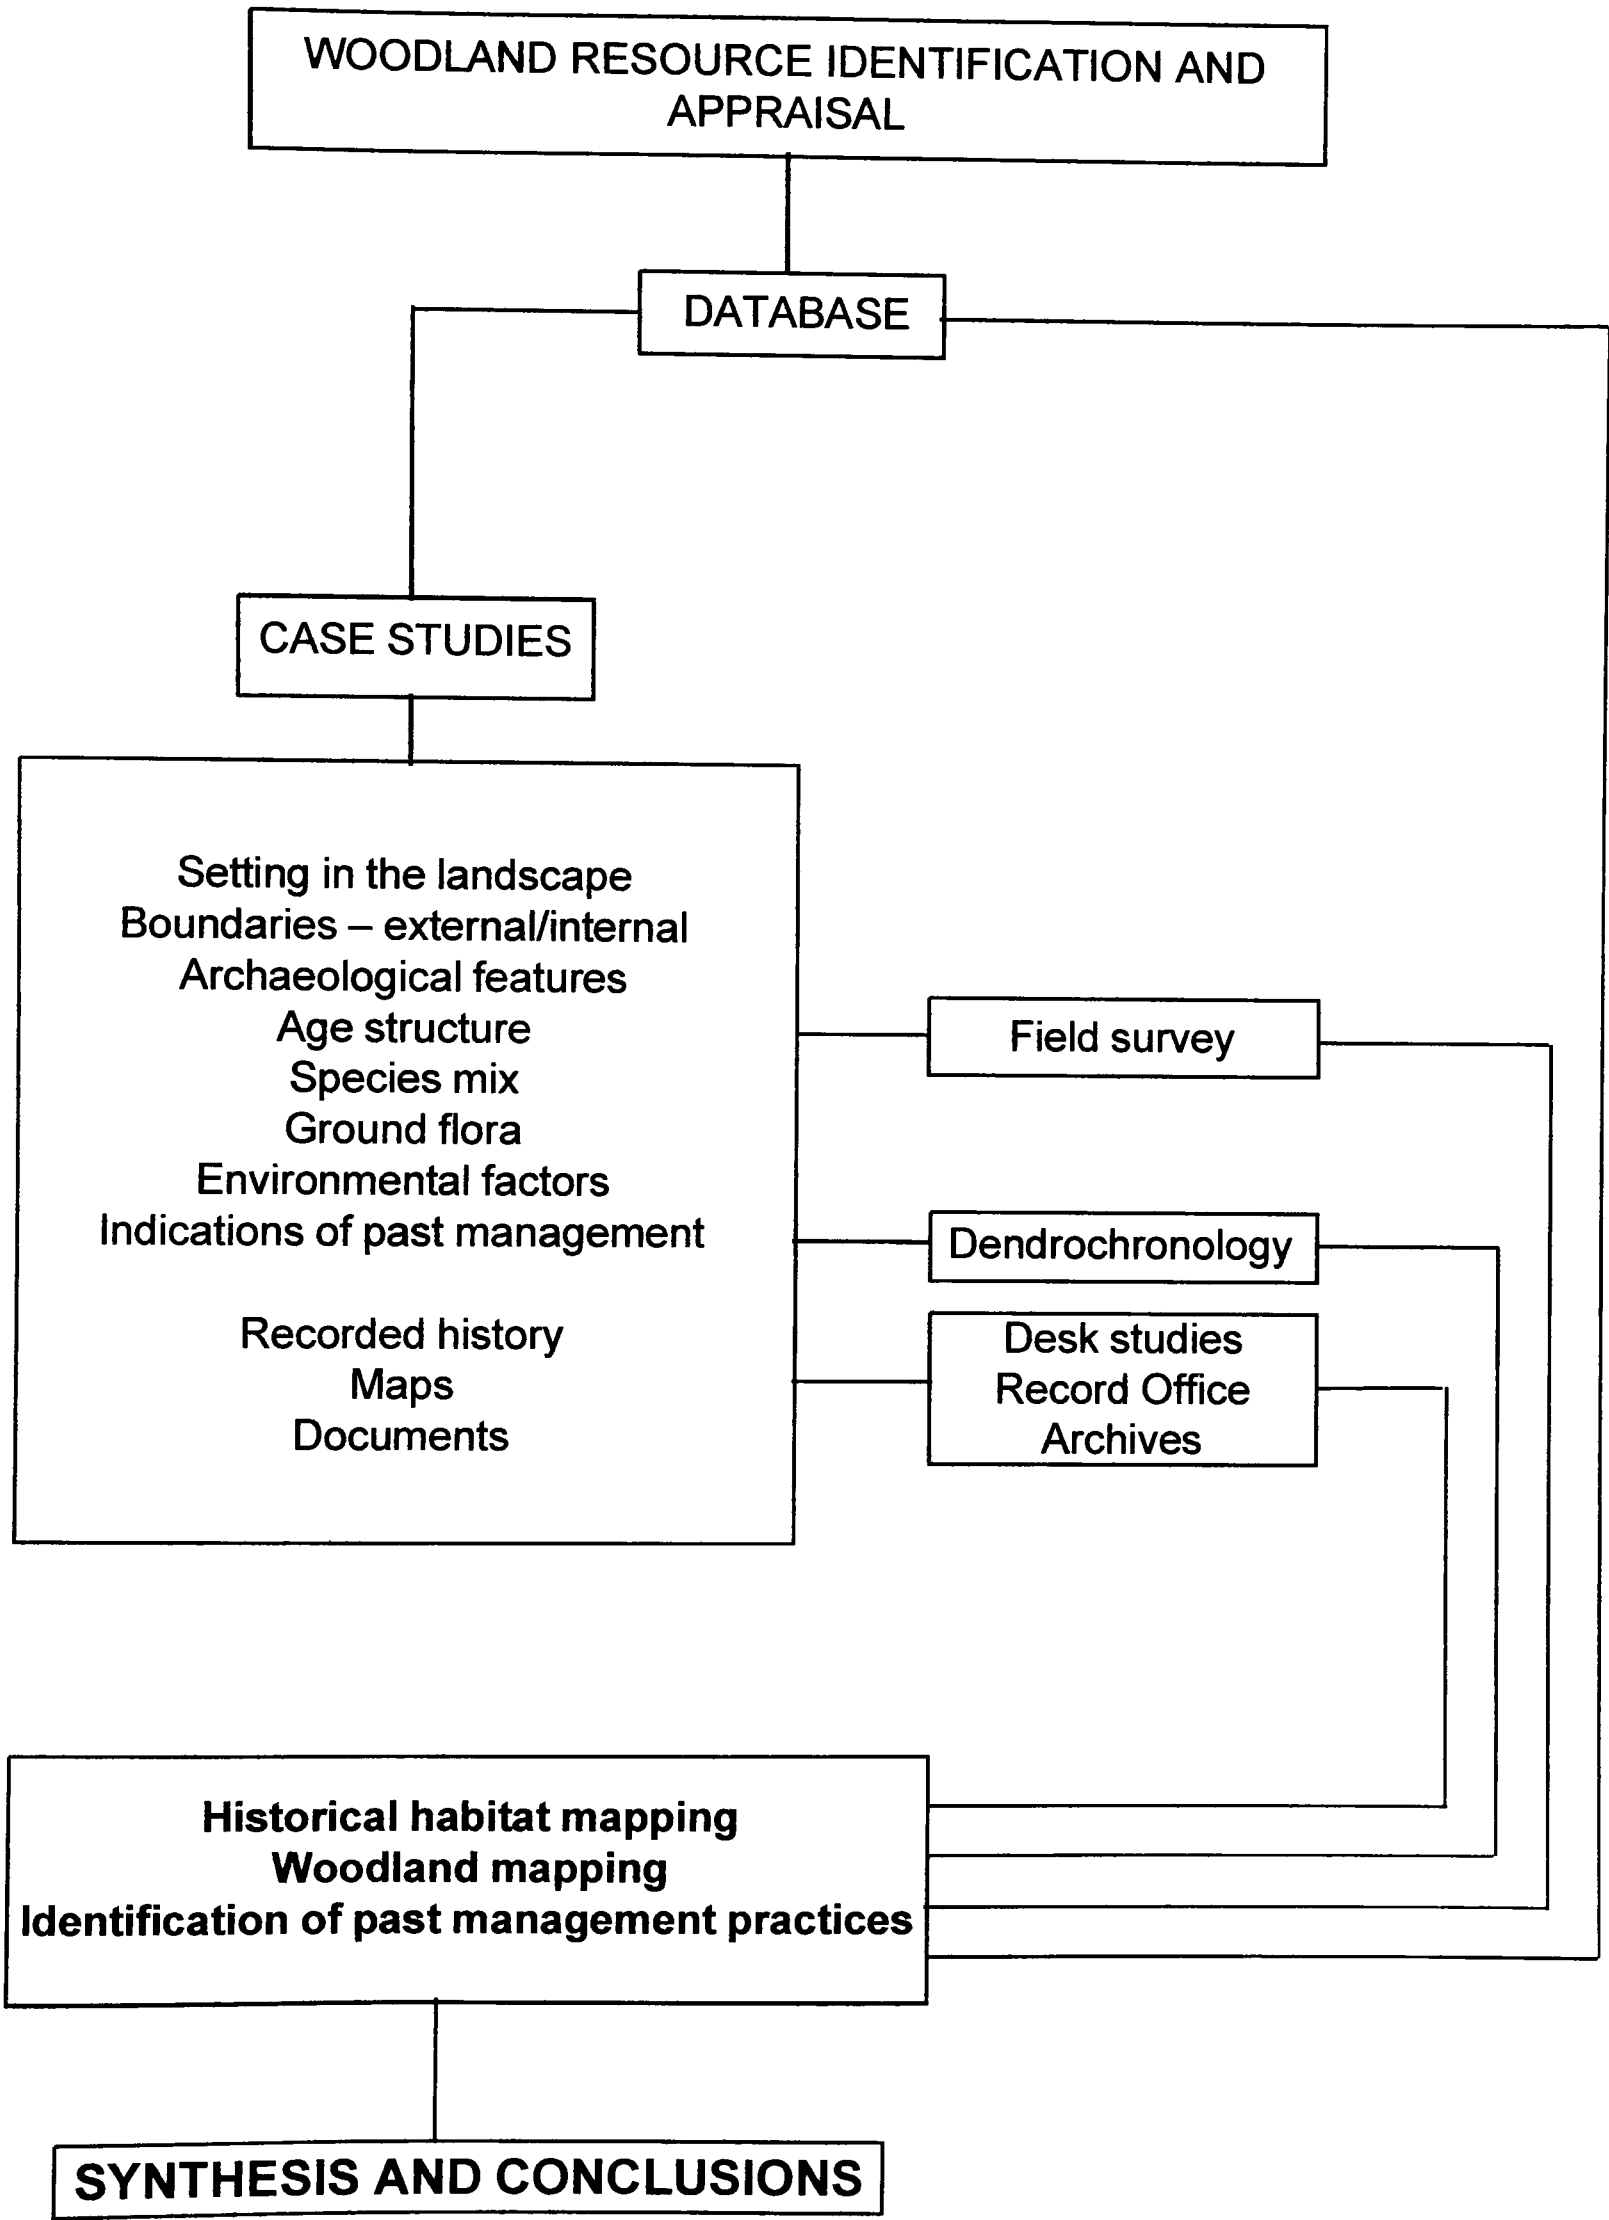 WOODLAND RESOURCE IDENTIFICATION AND
APPRAISAL
DATABASE
CASE STUDIES
Setting in the landscape
Boundaries – external/internal
Archaeological features
Age structure
Species mix
Ground flora
Environmental factors
Indications of past management
Recorded history
Maps
Documents
Field survey
Dendrochronology
Desk studies
Record Office
Archives
Historical habitat mapping
Woodland mapping
Identification of past management practices
SYNTHESIS AND CONCLUSIONS